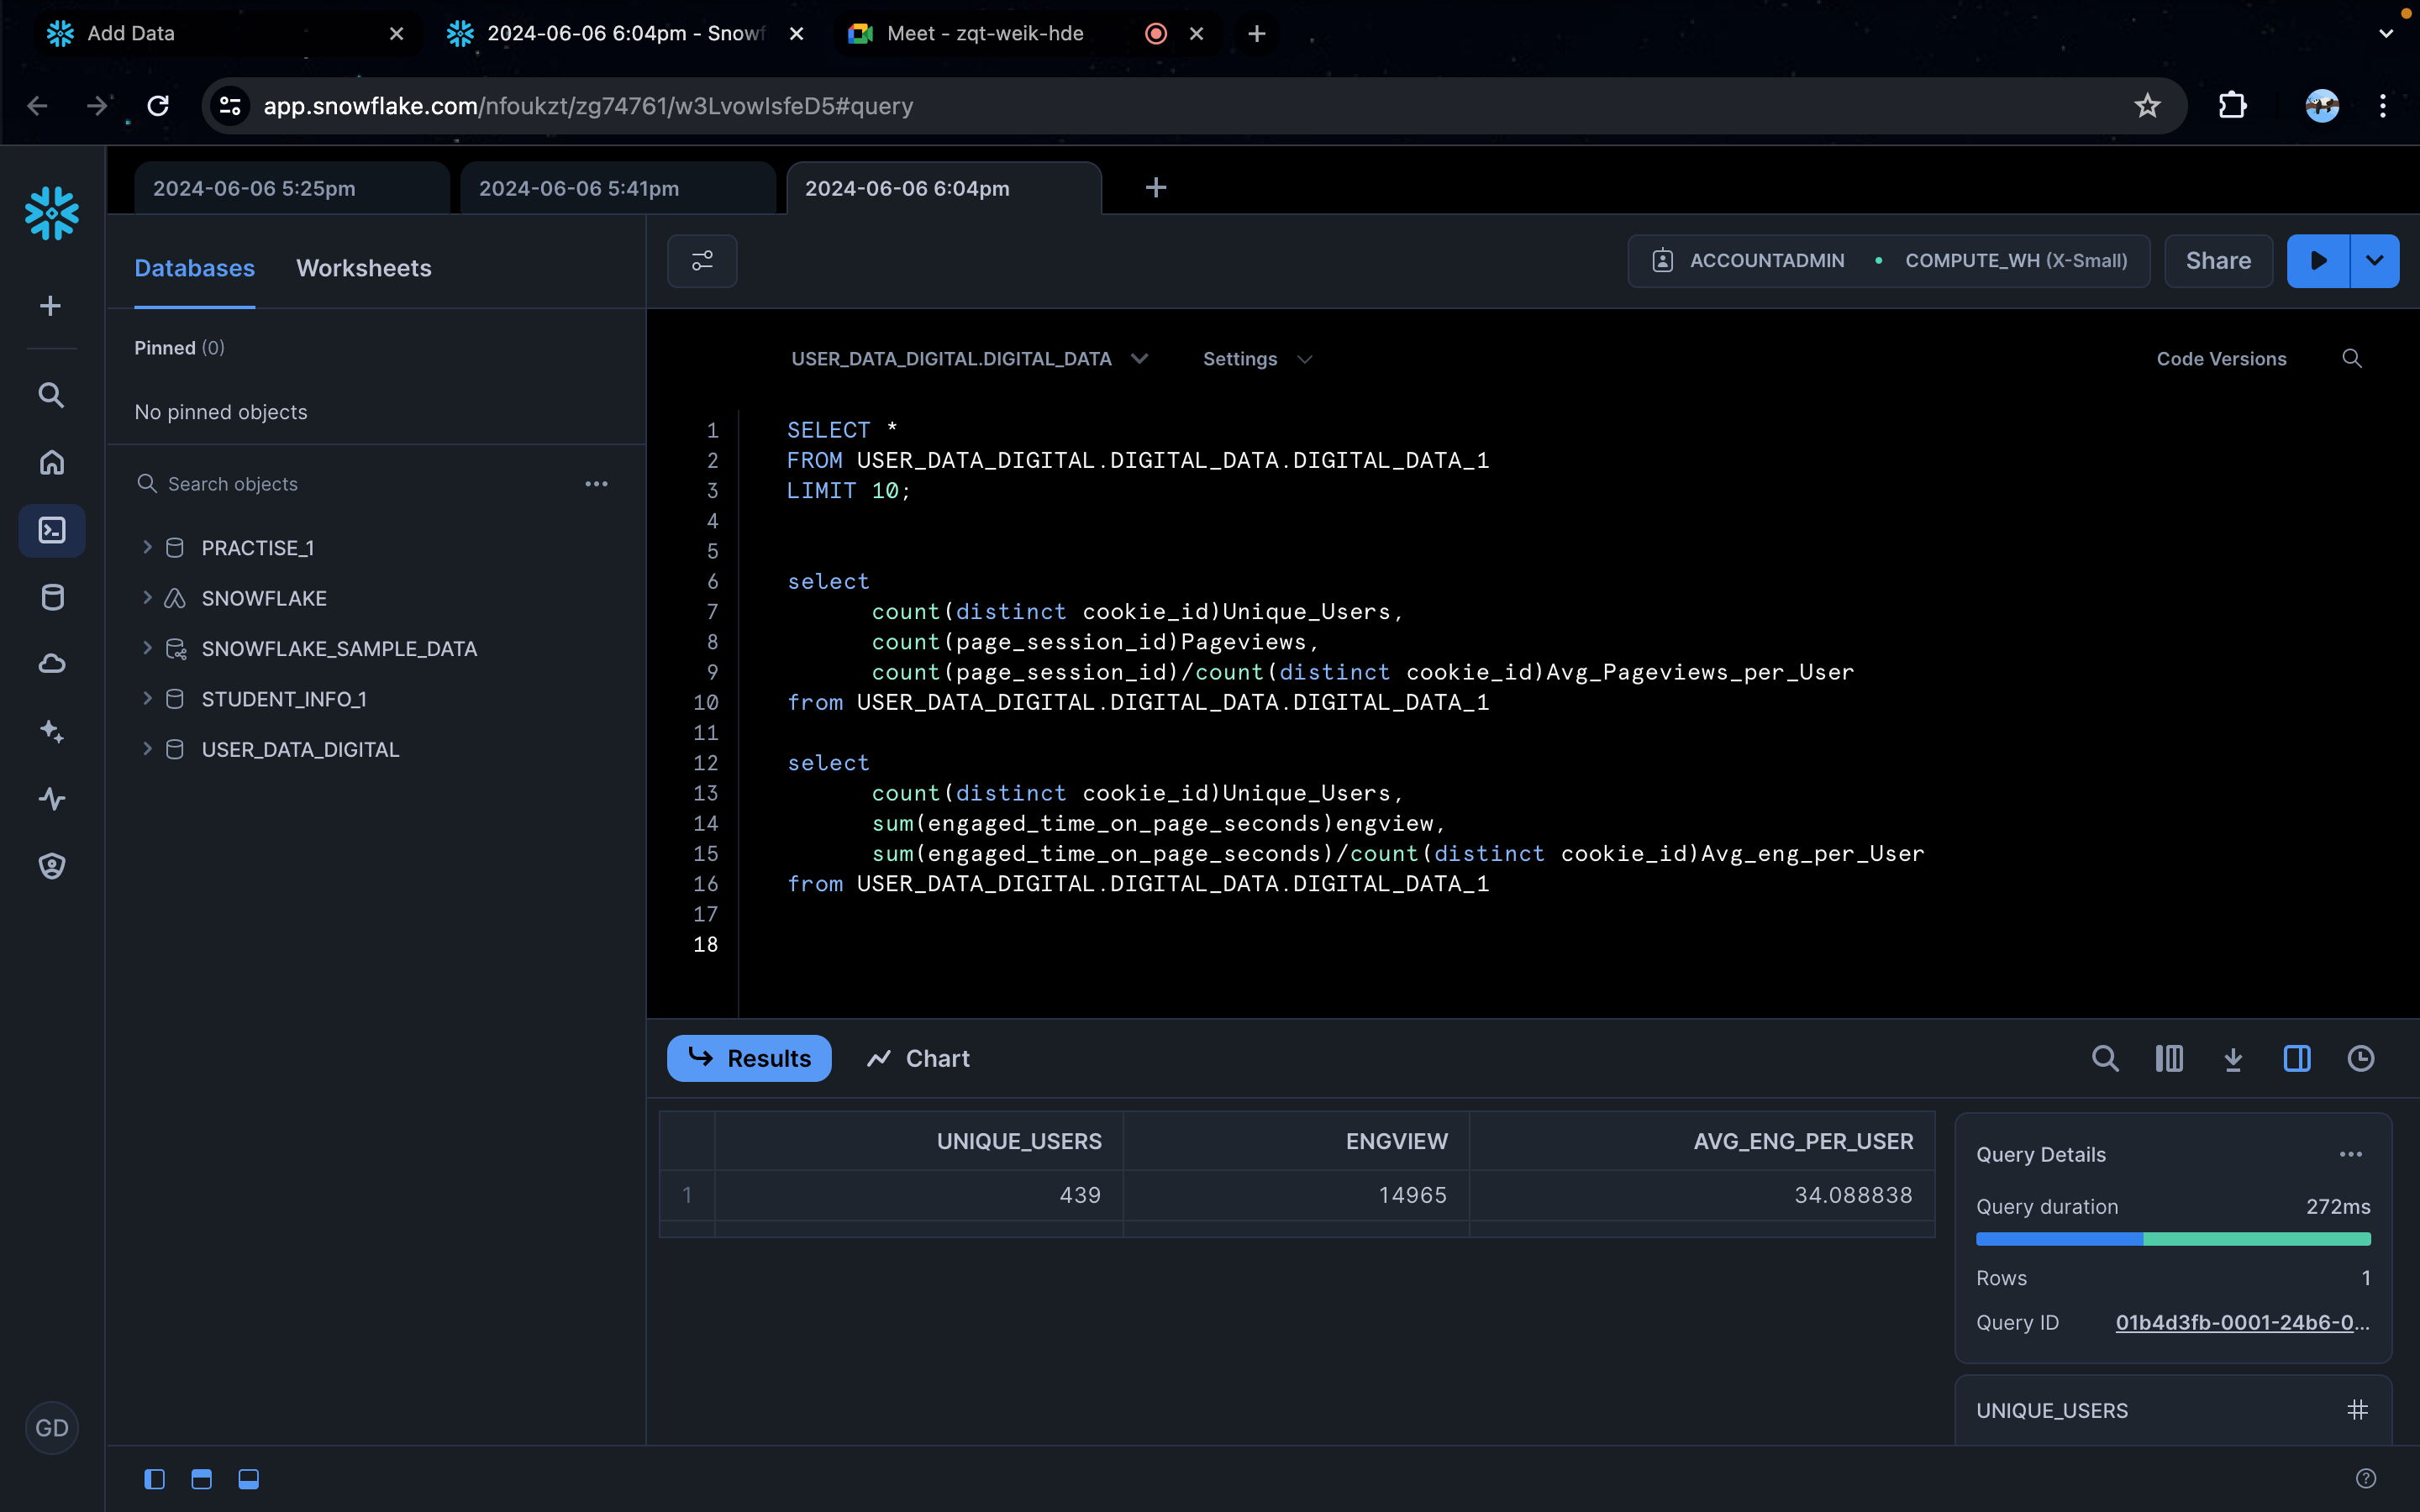 Add Data
2024-06-06 6:04pm - Snowf
Meet - zqt-weik-hde
app.snowflake.com/nfoukzt/zg74761/w3LvowIsfeD5#query
2024-06-06 5:25pm
2024-06-06 5:41pm
2024-06-06 6:04pm
Databases
Worksheets
ACCOUNTADMIN
COMPUTE_WH (X-Small)
Share
Pinned (0)
No pinned objects
Search objects
PRACTISE_1
SNOWFLAKE
SNOWFLAKE_SAMPLE_DATA
STUDENT_INFO_1
USER_DATA_DIGITAL
GD
USER_DATA_DIGITAL.DIGITAL_DATA
Settings
Code Versions
1 SELECT *
2 FROM USER_DATA_DIGITAL.DIGITAL_DATA.DIGITAL_DATA_1
3 LIMIT 10;
4
5
6 select
7 count(distinct cookie_id)Unique_Users,
8 count(page_session_id)Pageviews,
9 count(page_session_id)/count(distinct cookie_id)Avg_Pageviews_per_User
10 from USER_DATA_DIGITAL.DIGITAL_DATA.DIGITAL_DATA_1
11
12 select
13 count(distinct cookie_id)Unique_Users,
14 sum(engaged_time_on_page_seconds)engview,
15 sum(engaged_time_on_page_seconds)/count(distinct cookie_id)Avg_eng_per_User
16 from USER_DATA_DIGITAL.DIGITAL_DATA.DIGITAL_DATA_1
17
18
Results
Chart
UNIQUE_USERS ENGVIEW AVG_ENG_PER_USER
1 439 14965 34.088838
Query Details
Query duration 272ms
Rows 1
Query ID 01b4d3fb-0001-24b6-0...
UNIQUE_USERS